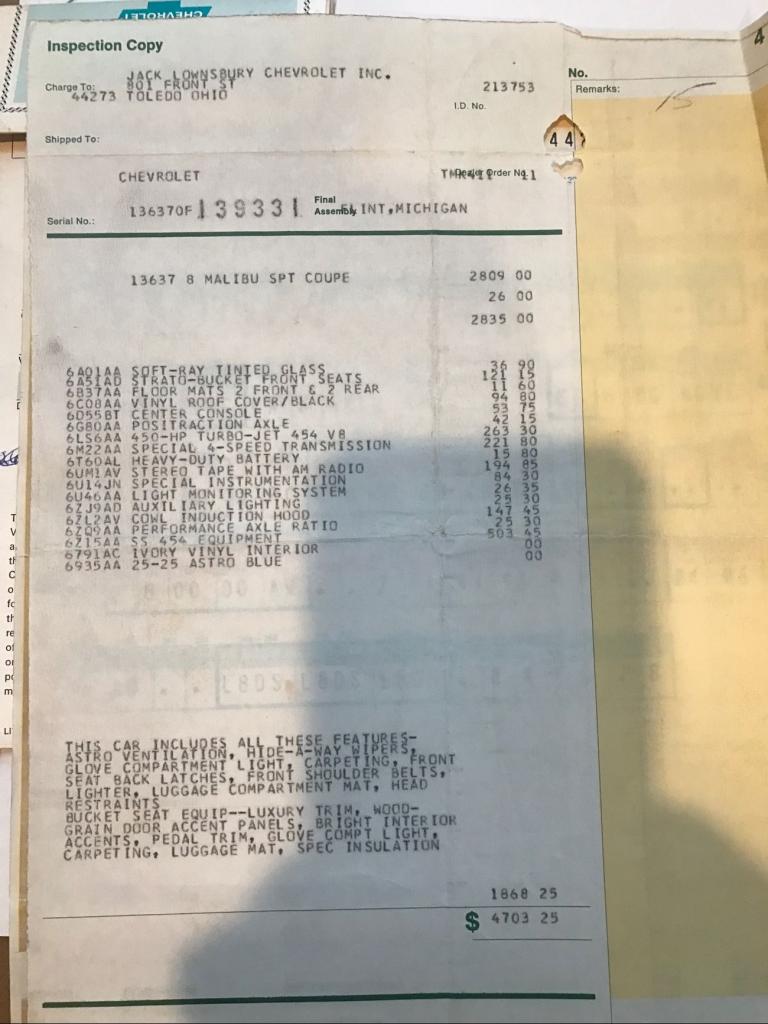 CHEVROLET
Inspection Copy
4
JACK LOWNSBURY CHEVROLET INC.
Charge To: 801 FRONT ST
213753
44273 TOLEDO OHIO
I.D. No.
No.
Remarks:
15
Shipped To:
44
CHEVROLET
Dealer Order No.
11
136370F139331
Final
Assembly
FLINT,MICHIGAN
Serial No.:
13637 8 MALIBU SPT COUPE 2809 00
26 00
2835 00
6A01AA SOFT-RAY TINTED GLASS 36 90
6A51AD STRATO-BUCKET FRONT SEATS 121 15
6B37AA FLOOR MATS 2 FRONT & 2 REAR 11 60
6C08AA VINYL ROOF COVER/BLACK 94 80
6D55BT CENTER CONSOLE 53 75
6G80AA POSITRACTION AXLE 42 15
6LS6AA 450-HP TURBO-JET 454 V8 263 30
6M22AA SPECIAL 4-SPEED TRANSMISSION 221 80
6T60AL HEAVY-DUTY BATTERY 15 80
6UM1AV STEREO TAPE WITH AM RADIO 194 85
6U14JN SPECIAL INSTRUMENTATION 84 30
6U46AA LIGHT MONITORING SYSTEM 26 35
6ZJ9AD AUXILIARY LIGHTING 25 30
6ZL2AV COWL INDUCTION HOOD 147 45
6ZQ9AA PERFORMANCE AXLE RATIO 25 30
6Z15AA SS 454 EQUIPMENT 503 45
6791AC IVORY VINYL INTERIOR 00
6935AA 25-25 ASTRO BLUE 00
THIS CAR INCLUDES ALL THESE FEATURES-
ASTRO VENTILATION, HIDE-A-WAY WIPERS,
GLOVE COMPARTMENT LIGHT, CARPETING, FRONT
SEAT BACK LATCHES, FRONT SHOULDER BELTS,
LIGHTER, LUGGAGE COMPARTMENT MAT, HEAD
RESTRAINTS
BUCKET SEAT EQUIP--LUXURY TRIM, WOOD-
GRAIN DOOR ACCENT PANELS, BRIGHT INTERIOR
ACCENTS, PEDAL TRIM, GLOVE COMPT LIGHT,
CARPETING, LUGGAGE MAT, SPEC INSULATION
1868 25
$ 4703 25